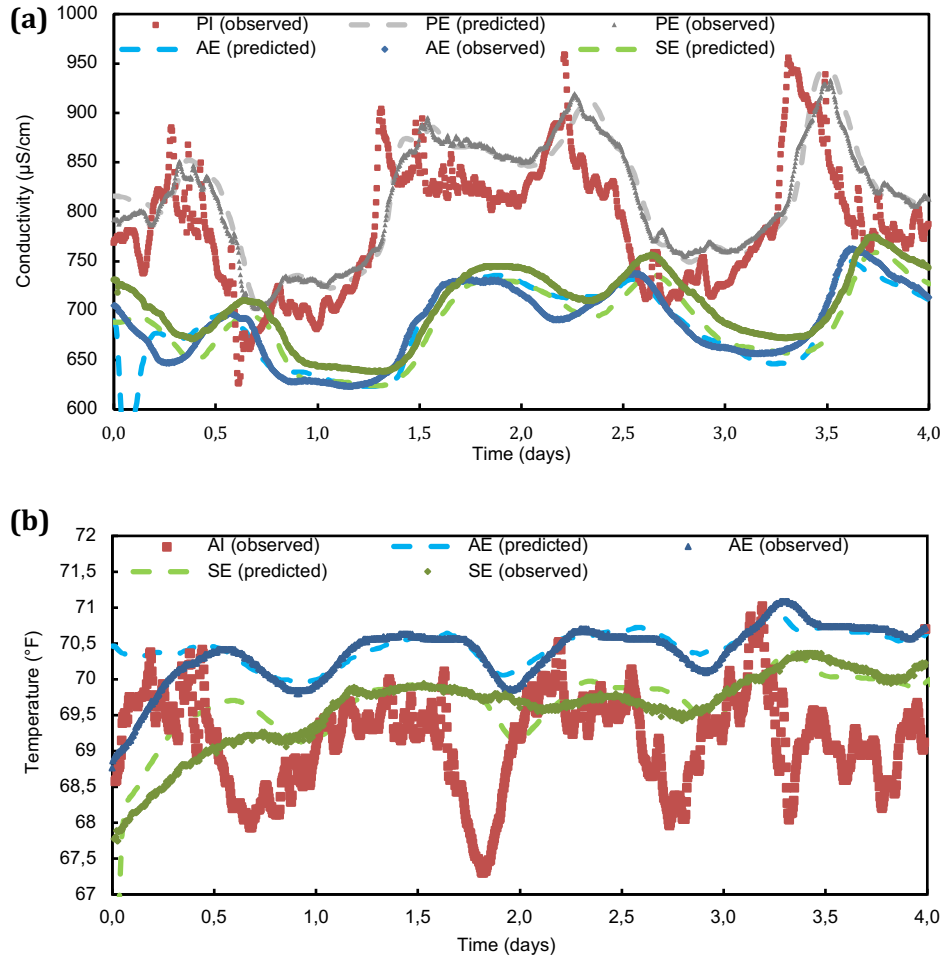 (a)
PI (observed) PE (predicted) PE (observed)
AE (predicted) AE (observed) SE (predicted)
1000
950
900
850
800
750
700
650
600
Conductivity (µS/cm)
0,0 0,5 1,0 1,5 2,0 2,5 3,0 3,5 4,0
Time (days)
(b)
AI (observed) AE (predicted) AE (observed)
SE (predicted) SE (observed)
72
71,5
71
70,5
70
69,5
69
68,5
68
67,5
67
Temperature (°F)
0,0 0,5 1,0 1,5 2,0 2,5 3,0 3,5 4,0
Time (days)